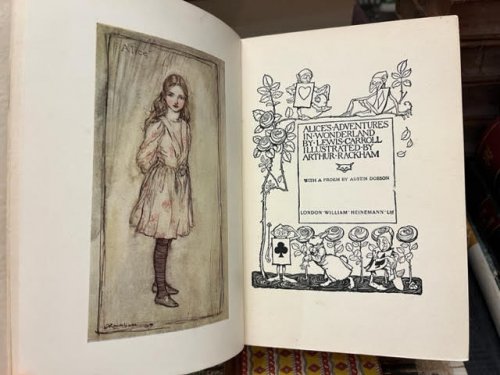 Alice
ALICE'S·ADVENTURES
IN·WONDERLAND
BY·LEWIS·CARROLL
ILLUSTRATED·BY
ARTHUR·RACKHAM
WITH A PROEM BY AUSTIN DOBSON
LONDON·WILLIAM·HEINEMANN·LTD